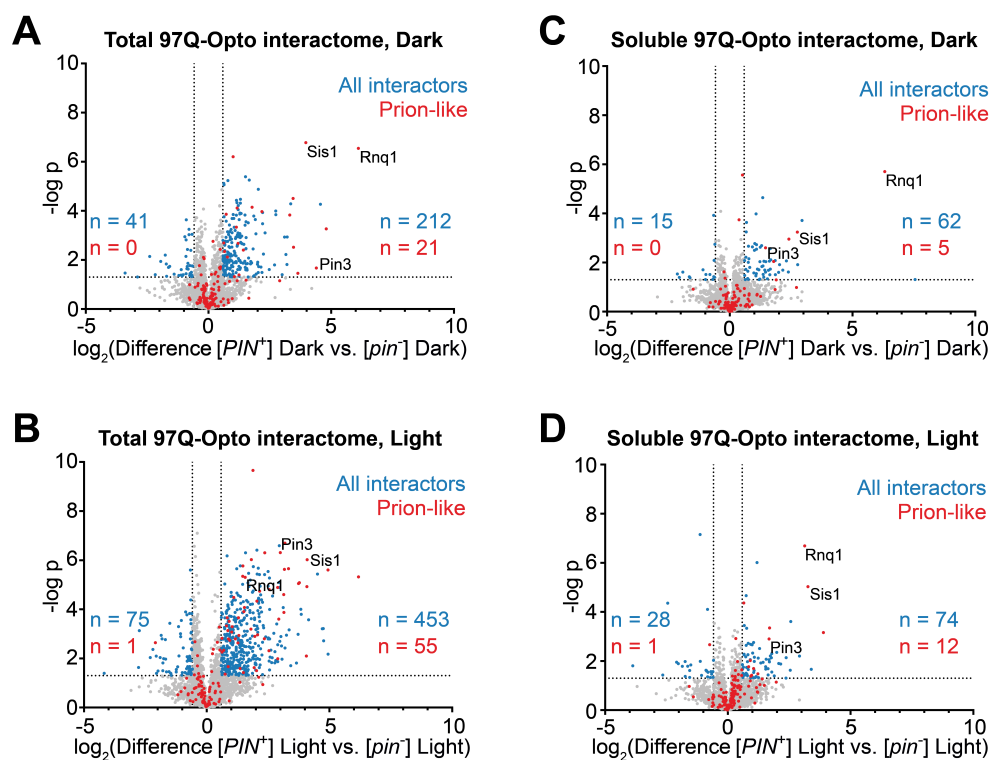 A
Total 97Q-Opto interactome, Dark
10
8
6
4
2
0
-log p
All interactors
Prion-like
Sis1
Rnq1
Pin3
n = 41
n = 0
n = 212
n = 21
-5
0
5
10
log2(Difference [PIN+] Dark vs. [pin-] Dark)
C
Soluble 97Q-Opto interactome, Dark
10
8
6
4
2
0
-log p
All interactors
Prion-like
Rnq1
Sis1
Pin3
n = 15
n = 0
n = 62
n = 5
-5
0
5
10
log2(Difference [PIN+] Dark vs. [pin-] Dark)
B
Total 97Q-Opto interactome, Light
10
8
6
4
2
0
-log p
All interactors
Prion-like
Pin3
Sis1
Rnq1
n = 75
n = 1
n = 453
n = 55
-5
0
5
10
log2(Difference [PIN+] Light vs. [pin-] Light)
D
Soluble 97Q-Opto interactome, Light
10
8
6
4
2
0
-log p
All interactors
Prion-like
Rnq1
Sis1
Pin3
n = 28
n = 1
n = 74
n = 12
-5
0
5
10
log2(Difference [PIN+] Light vs. [pin-] Light)